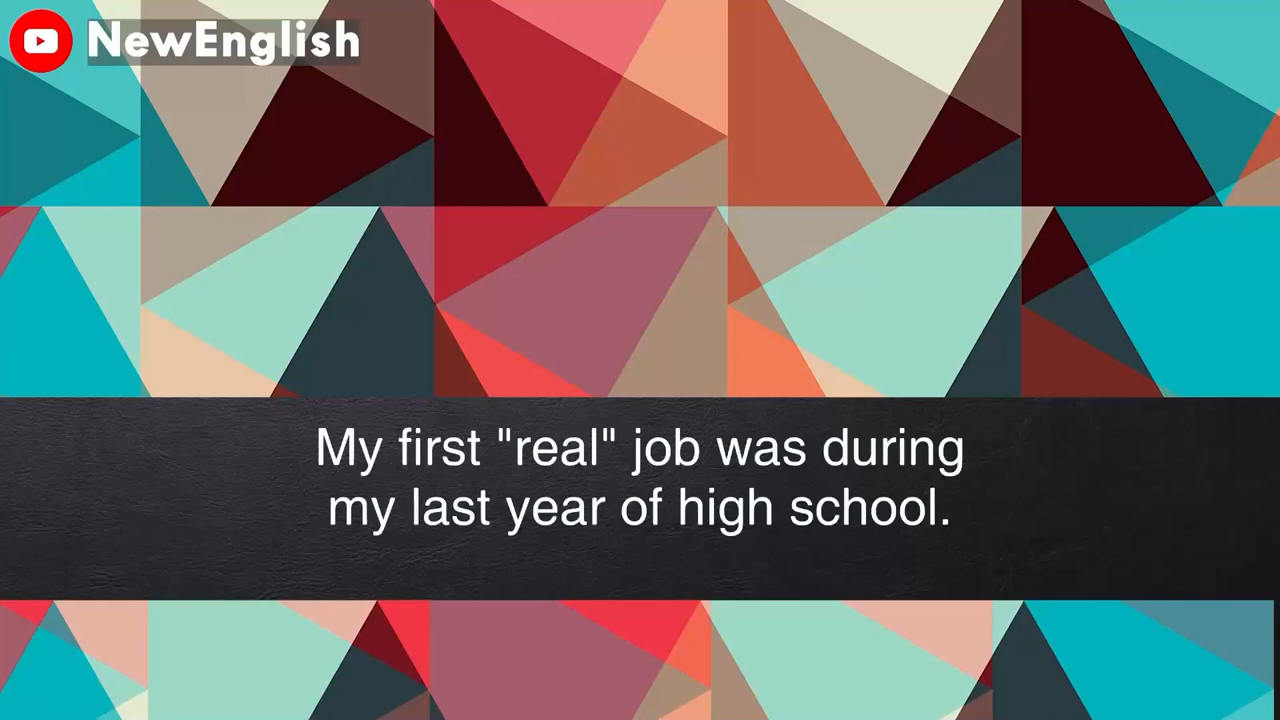 NewEnglish
My first "real" job was during
my last year of high school.